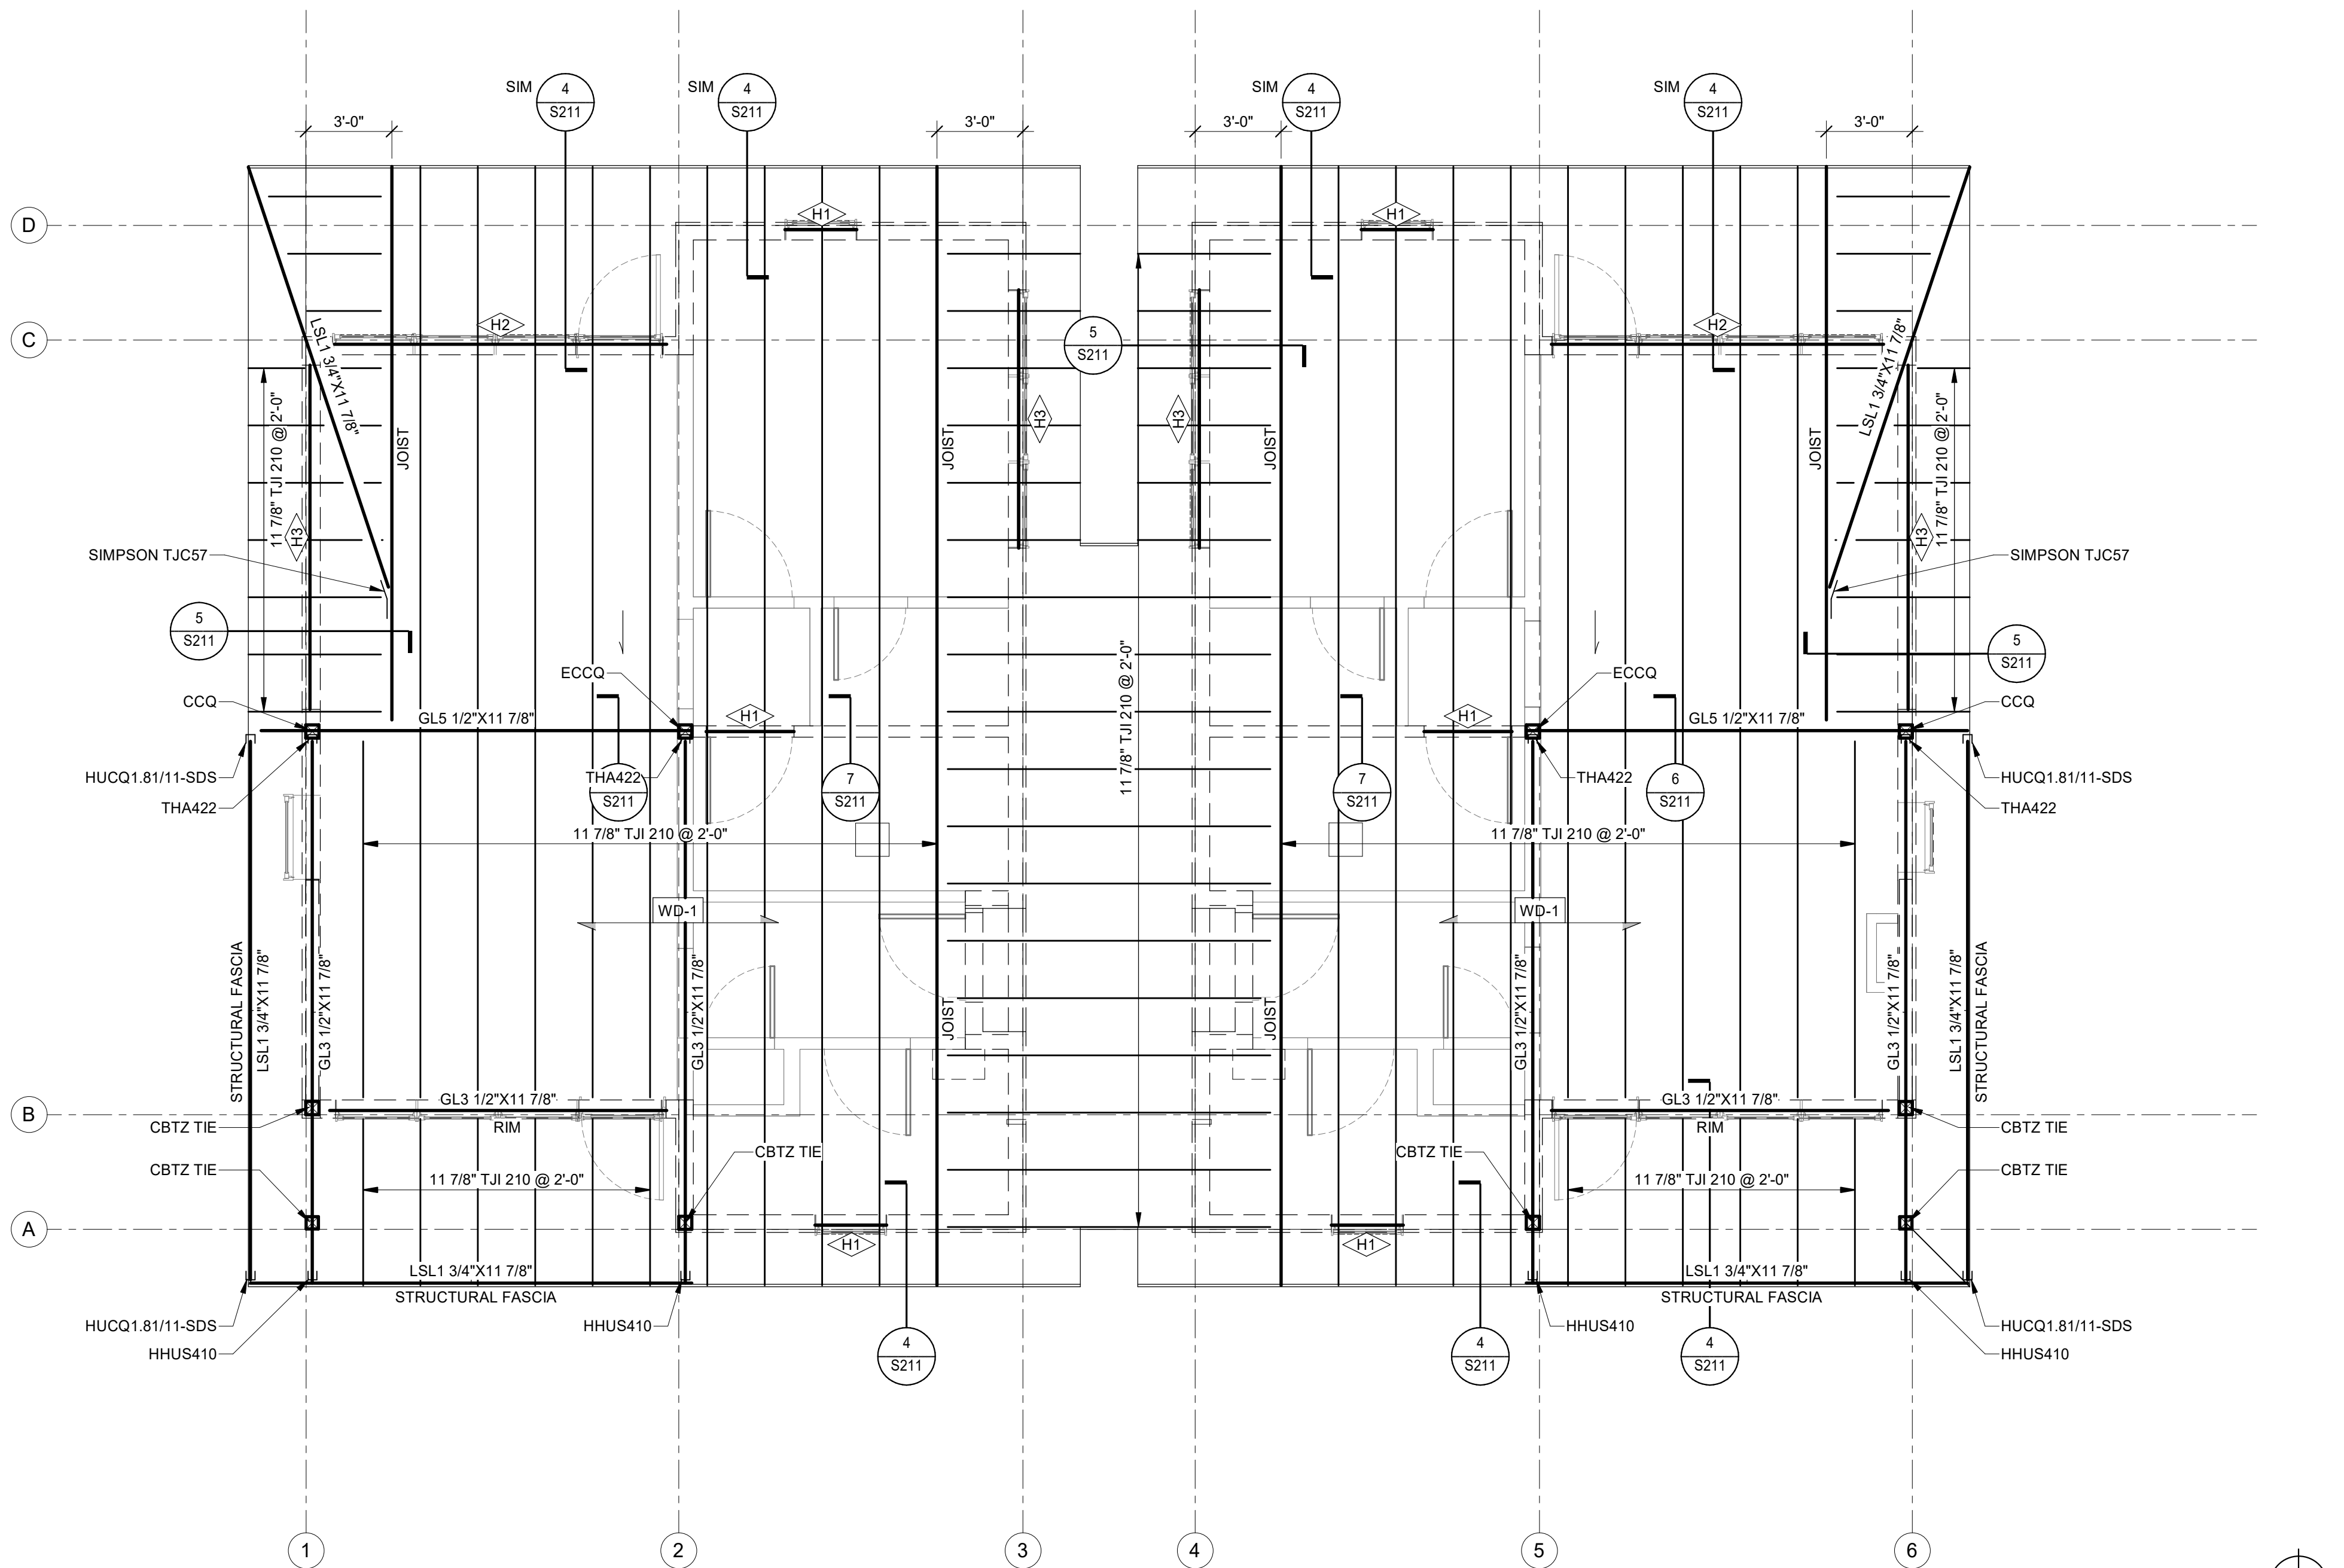 SIM
4
S211
SIM
4
S211
SIM
4
S211
SIM
4
S211
3'-0"
3'-0"
3'-0"
3'-0"
D
H1
H1
C
H2
H2
5
S211
LSL1 3/4"X11 7/8"
LSL1 3/4"X11 7/8"
11 7/8" TJI 210 @ 2'-0"
JOIST
JOIST
H3
H3
JOIST
JOIST
11 7/8" TJI 210 @ 2'-0"
H3
H3
SIMPSON TJC57
SIMPSON TJC57
5
S211
5
S211
ECCQ
ECCQ
CCQ
CCQ
GL5 1/2"X11 7/8"
H1
H1
GL5 1/2"X11 7/8"
11 7/8" TJI 210 @ 2'-0"
HUCQ1.81/11-SDS
THA422
THA422
S211
7
S211
7
S211
THA422
6
S211
HUCQ1.81/11-SDS
THA422
11 7/8" TJI 210 @ 2'-0"
11 7/8" TJI 210 @ 2'-0"
WD-1
WD-1
STRUCTURAL FASCIA
LSL1 3/4"X11 7/8"
GL3 1/2"X11 7/8"
GL3 1/2"X11 7/8"
JOIST
JOIST
GL3 1/2"X11 7/8"
GL3 1/2"X11 7/8"
LSL1 3/4"X11 7/8"
STRUCTURAL FASCIA
B
GL3 1/2"X11 7/8"
RIM
GL3 1/2"X11 7/8"
RIM
CBTZ TIE
CBTZ TIE
CBTZ TIE
CBTZ TIE
CBTZ TIE
CBTZ TIE
11 7/8" TJI 210 @ 2'-0"
11 7/8" TJI 210 @ 2'-0"
A
H1
H1
LSL1 3/4"X11 7/8"
STRUCTURAL FASCIA
LSL1 3/4"X11 7/8"
STRUCTURAL FASCIA
HUCQ1.81/11-SDS
HHUS410
HHUS410
4
S211
4
S211
HHUS410
4
S211
HUCQ1.81/11-SDS
HHUS410
1
2
3
4
5
6